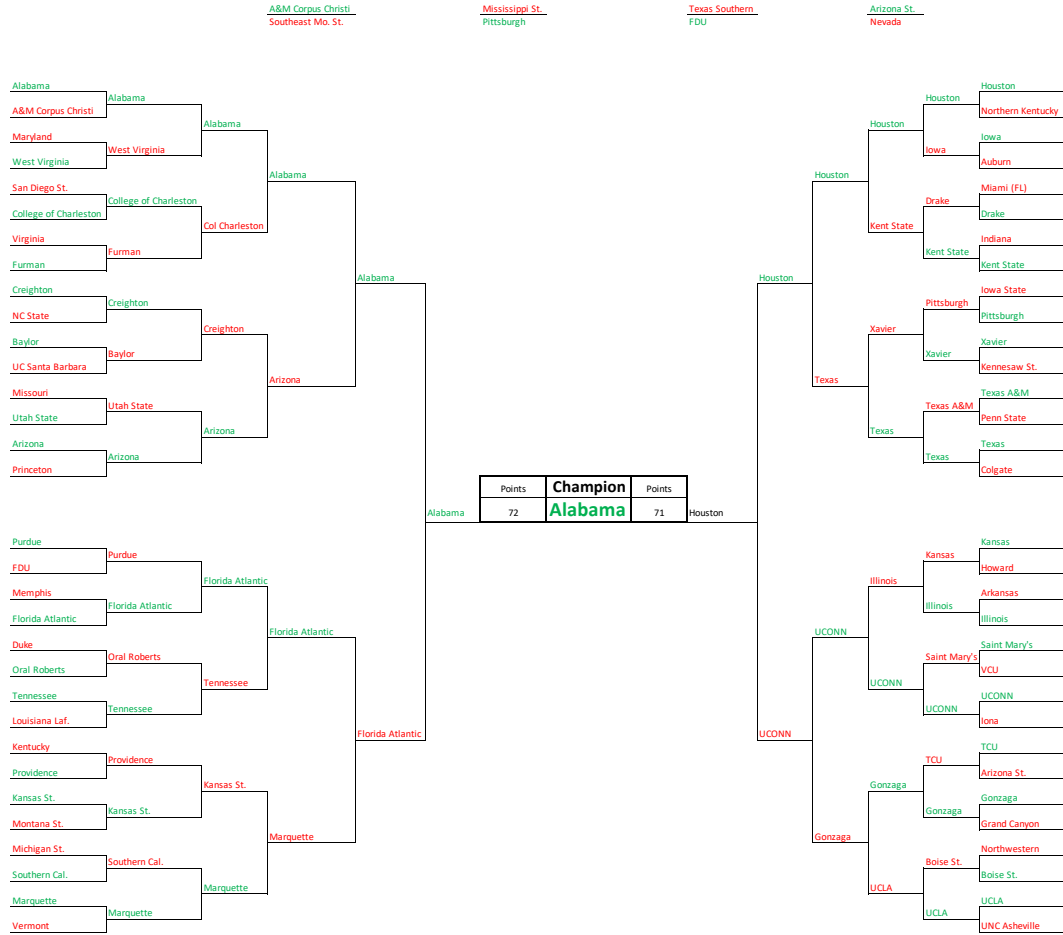 A&M Corpus Christi
Southeast Mo. St.
Mississippi St.
Pittsburgh
Texas Southern
FDU
Arizona St.
Nevada
Alabama
A&M Corpus Christi
Maryland
West Virginia
San Diego St.
College of Charleston
Virginia
Furman
Creighton
NC State
Baylor
UC Santa Barbara
Missouri
Utah State
Arizona
Princeton
Purdue
FDU
Memphis
Florida Atlantic
Duke
Oral Roberts
Tennessee
Louisiana Laf.
Kentucky
Providence
Kansas St.
Montana St.
Michigan St.
Southern Cal.
Marquette
Vermont
Alabama
West Virginia
College of Charleston
Furman
Creighton
Baylor
Utah State
Arizona
Purdue
Florida Atlantic
Oral Roberts
Tennessee
Providence
Kansas St.
Southern Cal.
Marquette
Alabama
Col Charleston
Creighton
Arizona
Florida Atlantic
Tennessee
Kansas St.
Marquette
Alabama
Arizona
Florida Atlantic
Marquette
Alabama
Florida Atlantic
Alabama
Points Champion Points
72 Alabama 71
Houston
Houston
UCONN
Houston
Texas
UCONN
Gonzaga
Houston
Kent State
Xavier
Texas
Illinois
UCONN
Gonzaga
UCLA
Houston
Iowa
Drake
Kent State
Pittsburgh
Xavier
Texas A&M
Texas
Kansas
Illinois
Saint Mary's
UCONN
TCU
Gonzaga
Boise St.
UCLA
Houston
Northern Kentucky
Iowa
Auburn
Miami (FL)
Drake
Indiana
Kent State
Iowa State
Pittsburgh
Xavier
Kennesaw St.
Texas A&M
Penn State
Texas
Colgate
Kansas
Howard
Arkansas
Illinois
Saint Mary's
VCU
UCONN
Iona
TCU
Arizona St.
Gonzaga
Grand Canyon
Northwestern
Boise St.
UCLA
UNC Asheville